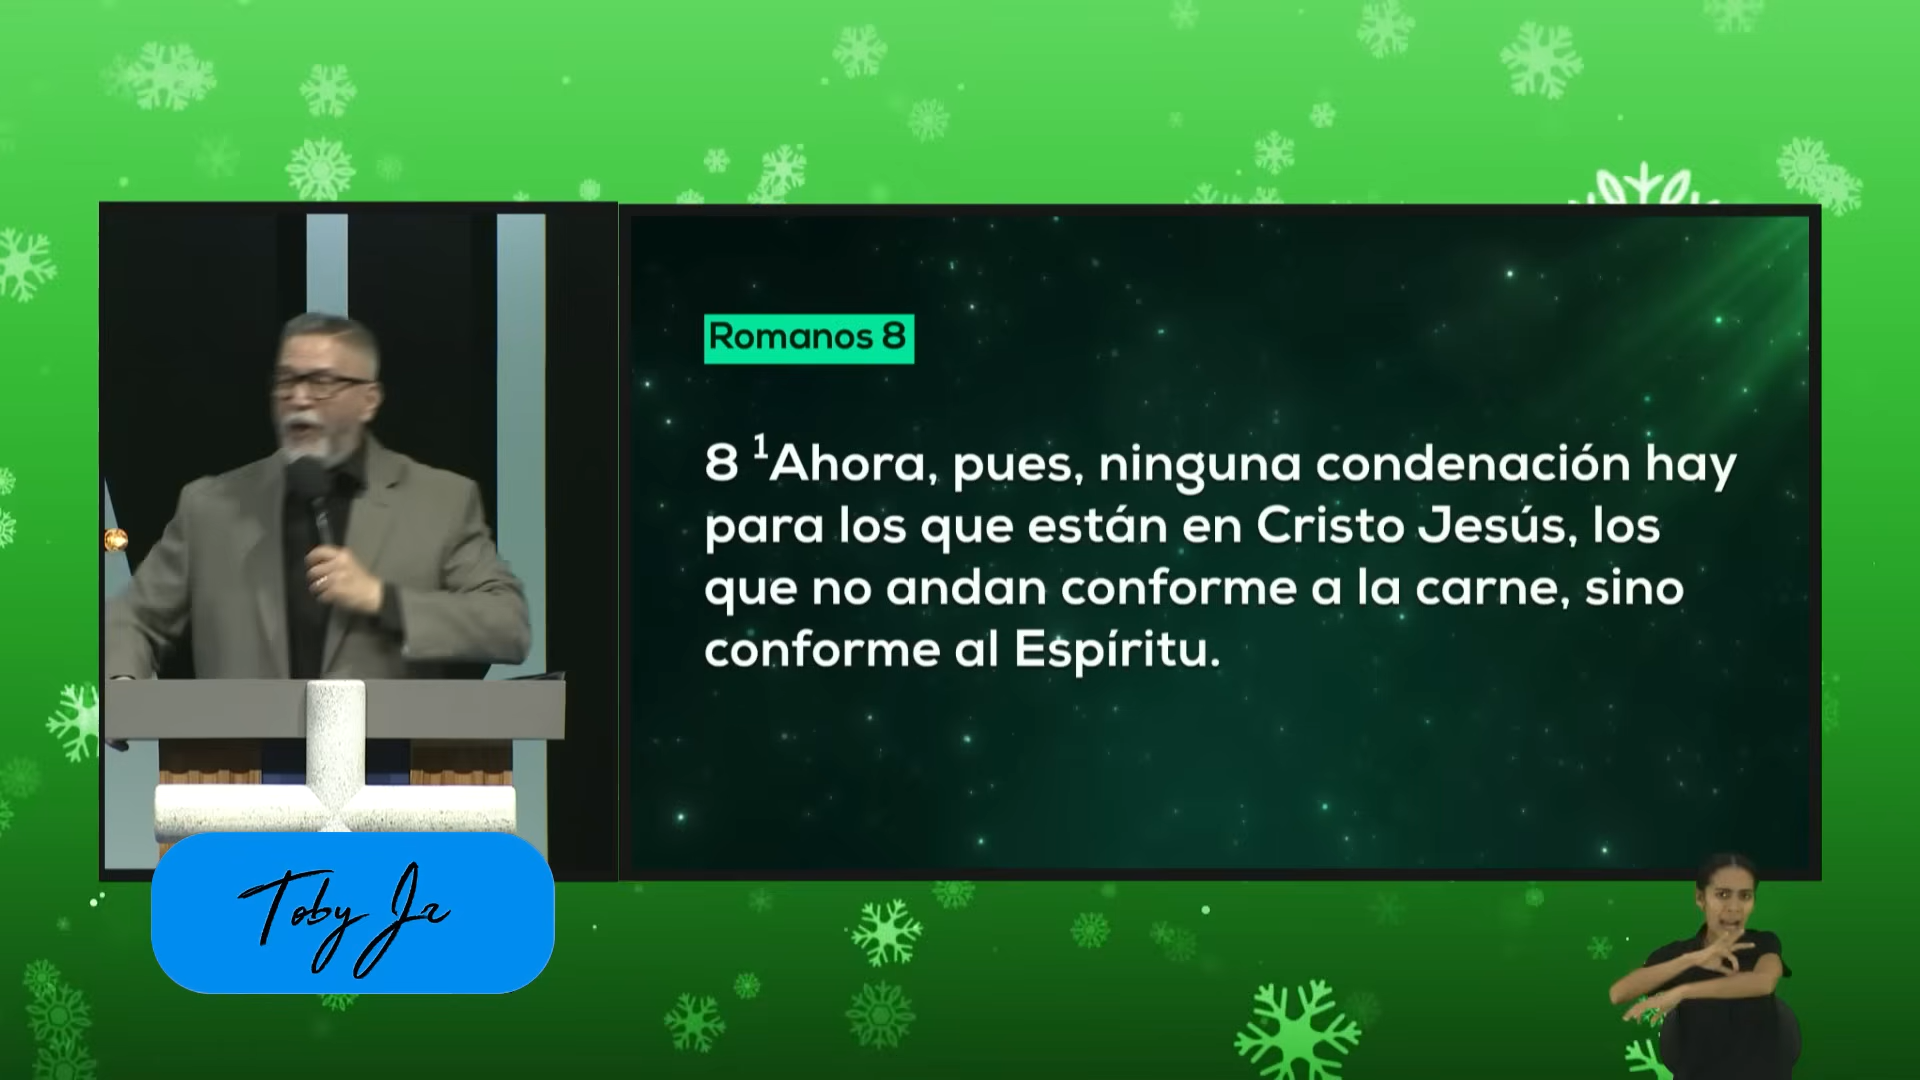 Romanos 8
8 ¹Ahora, pues, ninguna condenación hay
para los que están en Cristo Jesús, los
que no andan conforme a la carne, sino
conforme al Espíritu.
Toby Jr